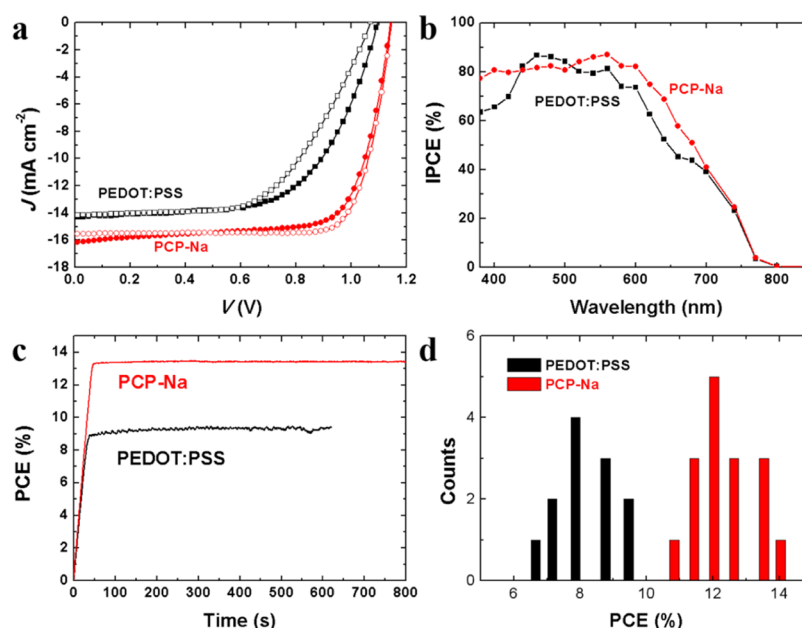 a
0
-2
-4
-6
-8
-10
-12
-14
-16
-18
J (mA cm-2)
PEDOT:PSS
PCP-Na
0.0 0.2 0.4 0.6 0.8 1.0 1.2
V (V)
b
100
80
60
40
20
0
IPCE (%)
PCP-Na
PEDOT:PSS
400 500 600 700 800
Wavelength (nm)
c
14
12
10
8
6
4
2
0
PCE (%)
PCP-Na
PEDOT:PSS
0 100 200 300 400 500 600 700 800
Time (s)
d
6
4
2
0
Counts
PEDOT:PSS
PCP-Na
6 8 10 12 14
PCE (%)